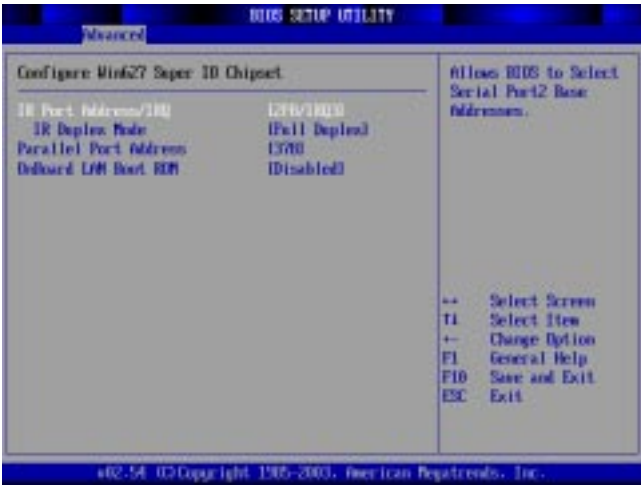 BIOS SETUP UTILITY
Advanced
Configure Win627 Super IO Chipset
IR Port Address/IRQ [2F8/IRQ3]
IR Duplex Mode [Full Duplex]
Parallel Port Address [378]
OnBoard LAN Boot ROM [Disabled]
Allows BIOS to Select
Serial Port2 Base
Addresses.
↔ Select Screen
↑↓ Select Item
+- Change Option
F1 General Help
F10 Save and Exit
ESC Exit
v02.54 (C)Copyright 1985-2003, American Megatrends, Inc.